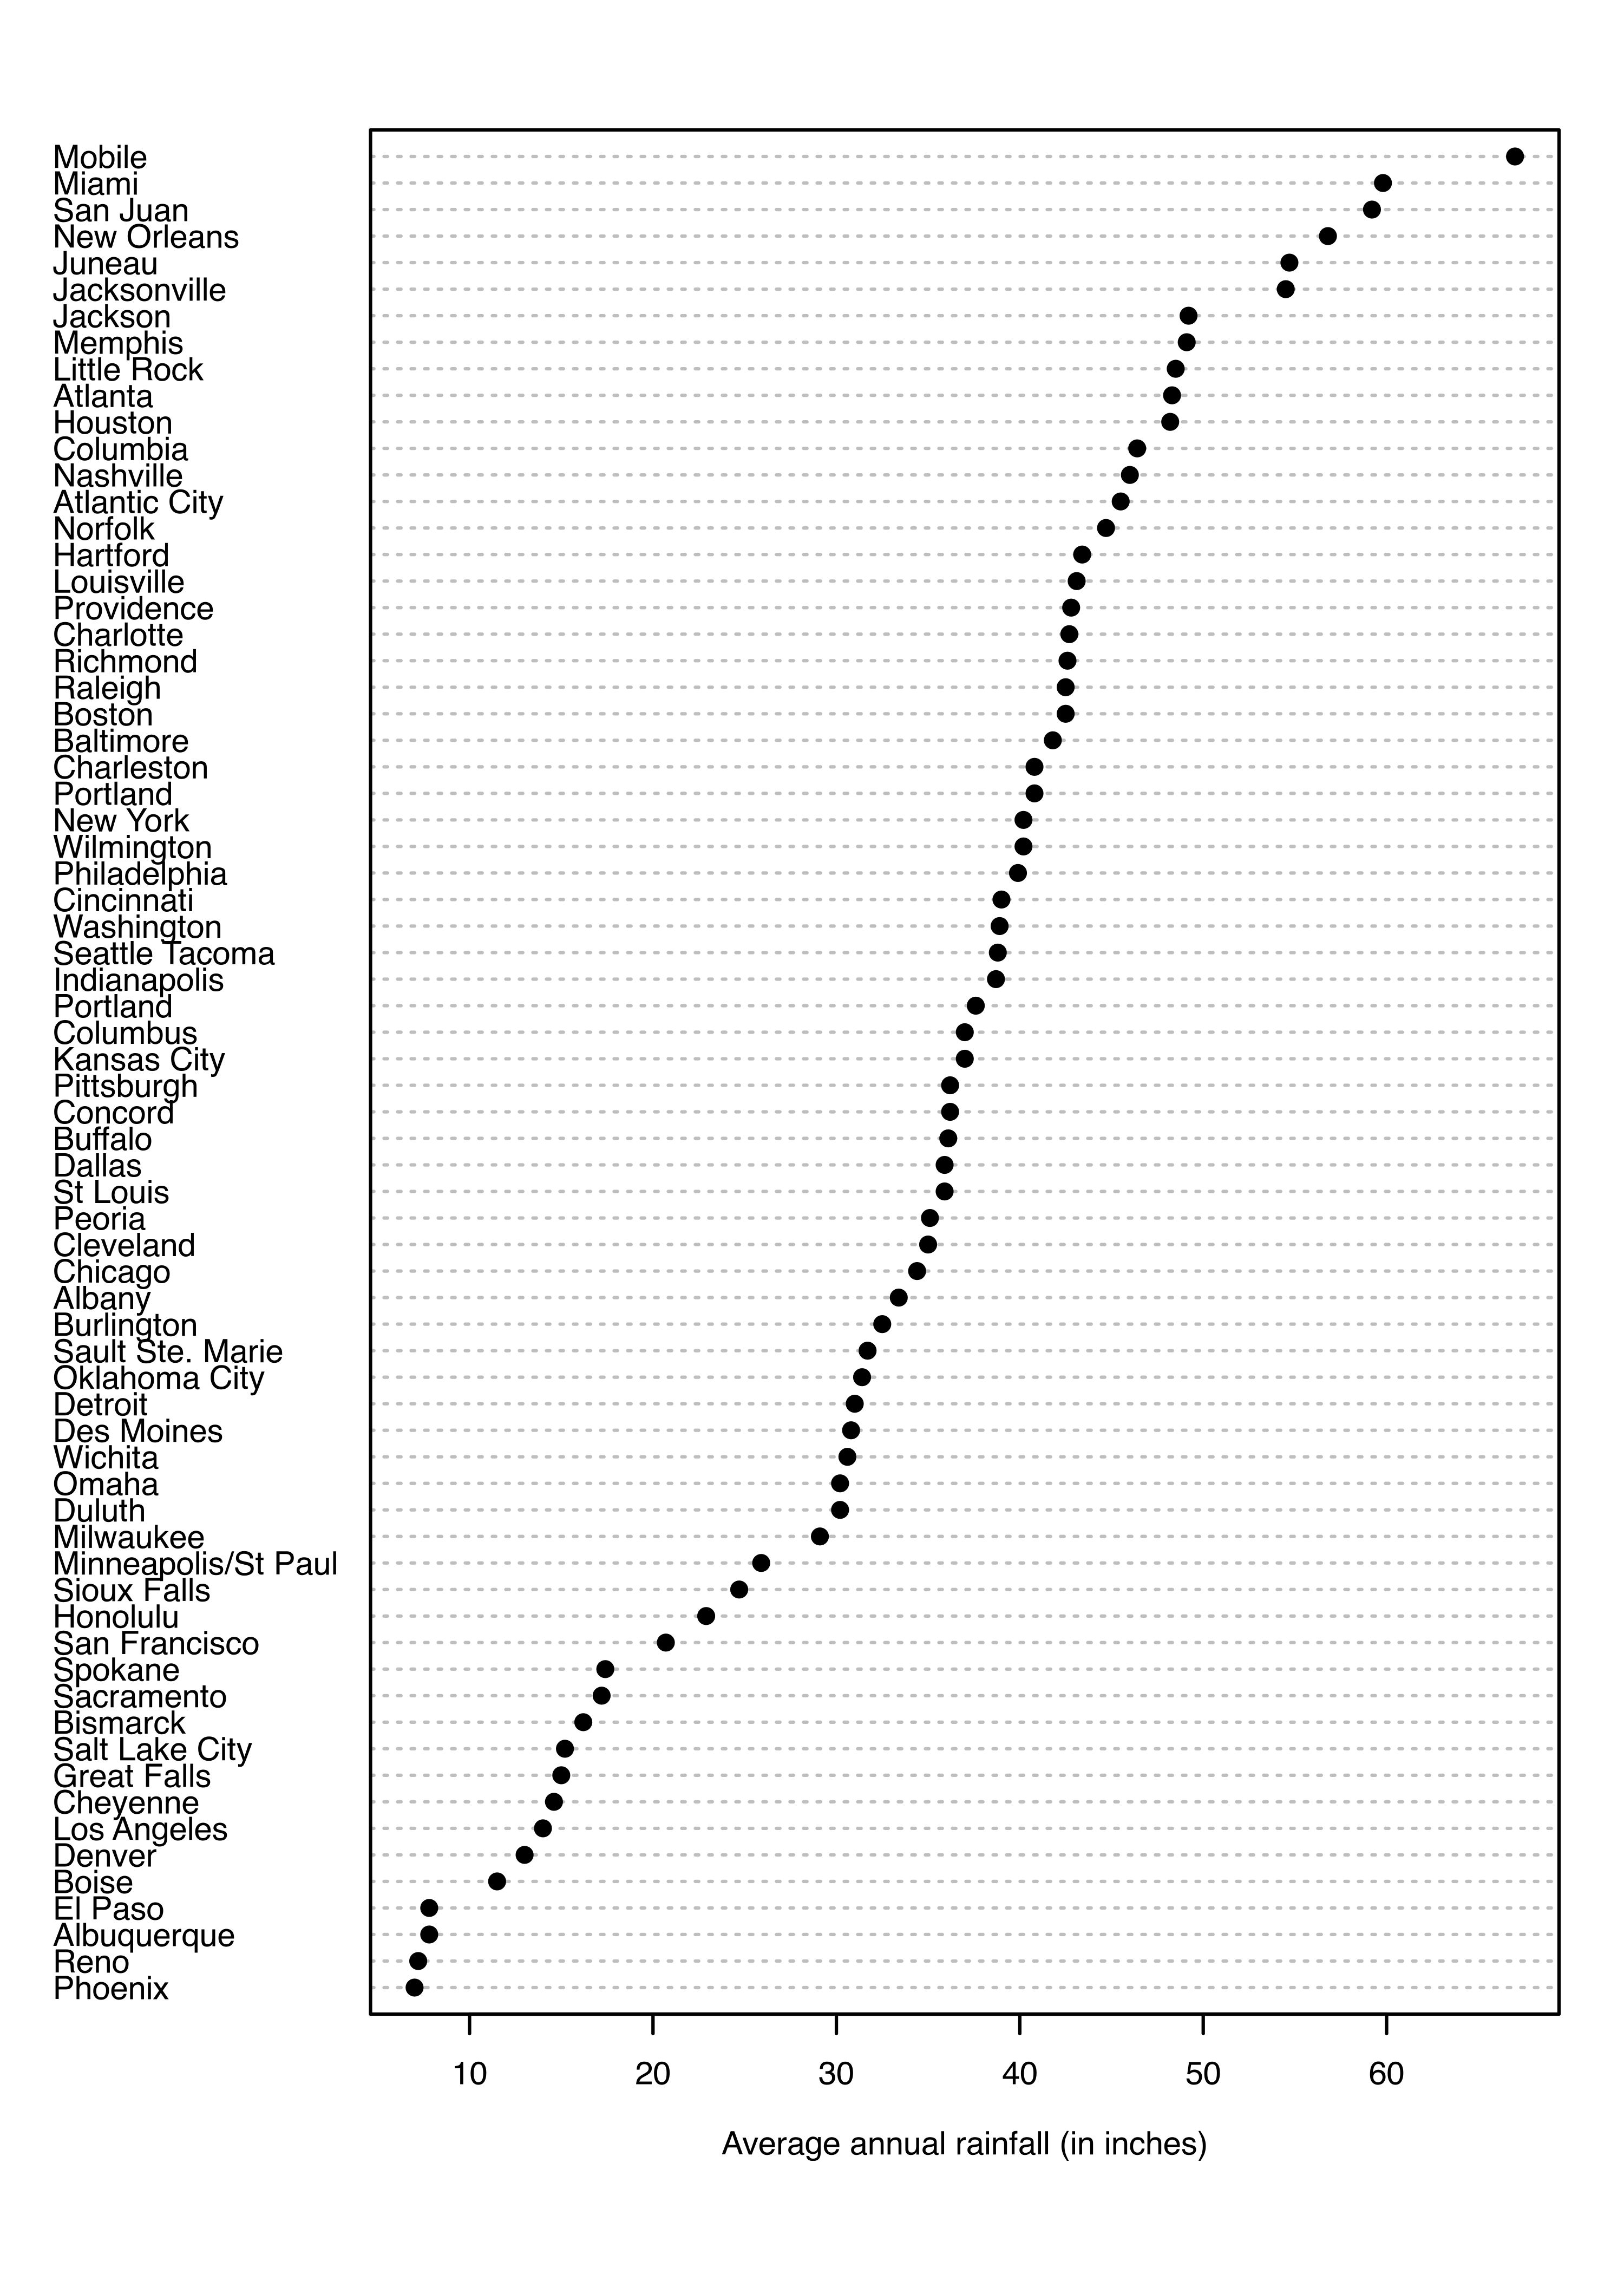 Mobile
Miami
San Juan
New Orleans
Juneau
Jacksonville
Jackson
Memphis
Little Rock
Atlanta
Houston
Columbia
Nashville
Atlantic City
Norfolk
Hartford
Louisville
Providence
Charlotte
Richmond
Raleigh
Boston
Baltimore
Charleston
Portland
New York
Wilmington
Philadelphia
Cincinnati
Washington
Seattle Tacoma
Indianapolis
Portland
Columbus
Kansas City
Pittsburgh
Concord
Buffalo
Dallas
St Louis
Peoria
Cleveland
Chicago
Albany
Burlington
Sault Ste. Marie
Oklahoma City
Detroit
Des Moines
Wichita
Omaha
Duluth
Milwaukee
Minneapolis/St Paul
Sioux Falls
Honolulu
San Francisco
Spokane
Sacramento
Bismarck
Salt Lake City
Great Falls
Cheyenne
Los Angeles
Denver
Boise
El Paso
Albuquerque
Reno
Phoenix
10 20 30 40 50 60
Average annual rainfall (in inches)